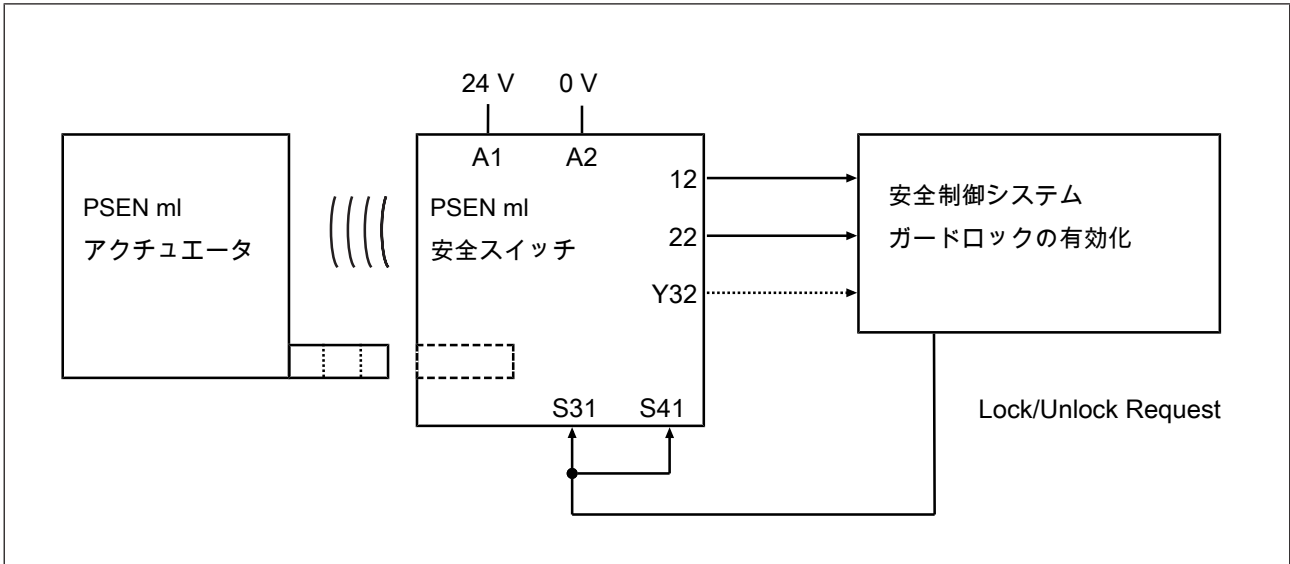 24 V
0 V
A1
A2
PSEN ml
アクチュエータ
PSEN ml
安全スイッチ
12
22
Y32
S31
S41
安全制御システム
ガードロックの有効化
Lock/Unlock Request